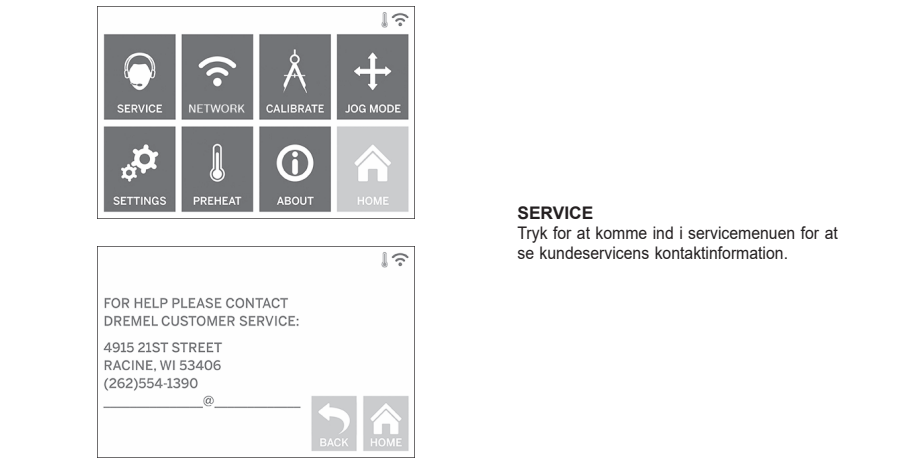 SERVICE NETWORK CALIBRATE JOG MODE
SETTINGS PREHEAT ABOUT HOME
FOR HELP PLEASE CONTACT
DREMEL CUSTOMER SERVICE:
4915 21ST STREET
RACINE, WI 53406
(262)554-1390
@
BACK HOME
SERVICE
Tryk for at komme ind i servicemenuen for at
se kundeservicens kontaktinformation.